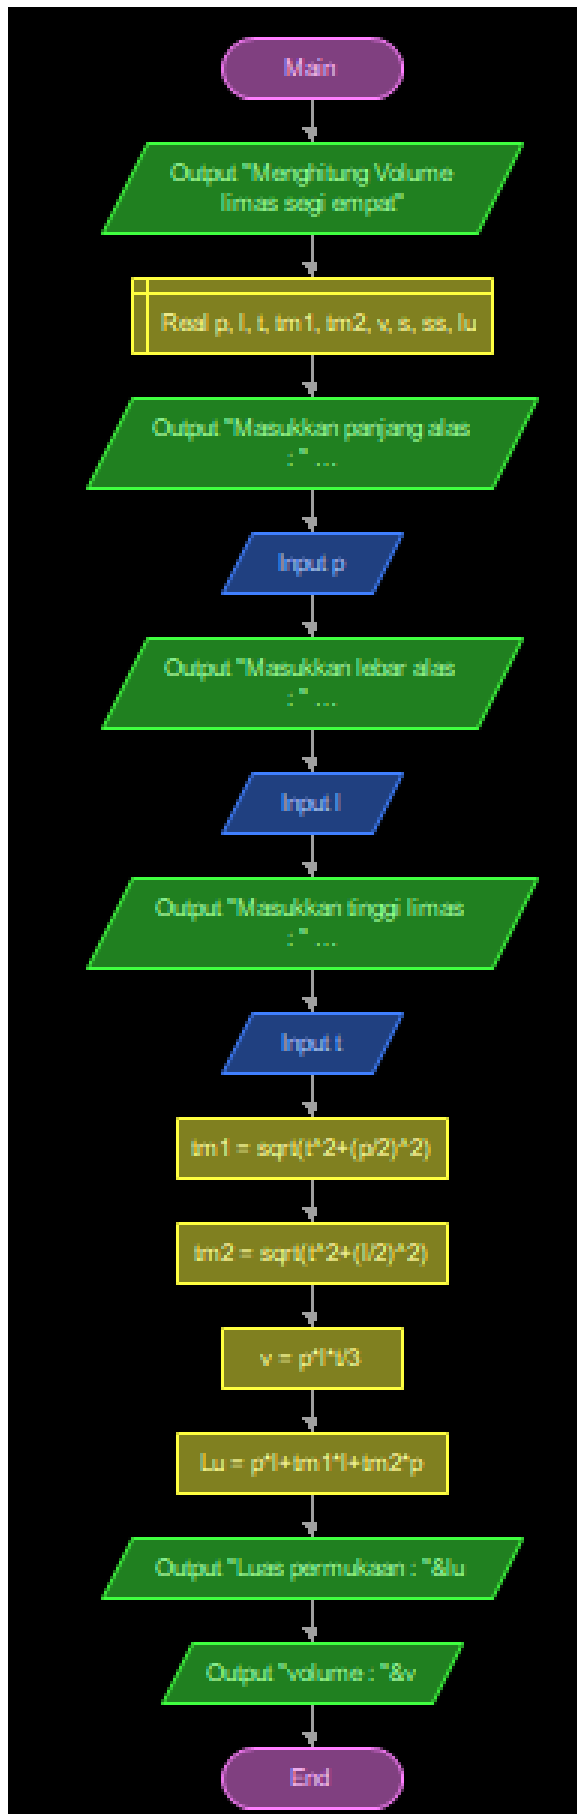 Main
Output "Menghitung Volume
limas segi empat"
Real p, l, t, tm1, tm2, v, s, ss, lu
Output "Masukkan panjang alas
: " ...
Input p
Output "Masukkan lebar alas
: " ...
Input l
Output "Masukkan tinggi limas
: " ...
Input t
tm1 = sqrt(t^2+(p/2)^2)
tm2 = sqrt(t^2+(l/2)^2)
v = p*l*t/3
Lu = p*l+tm1*l+tm2*p
Output "Luas permukaan : "&lu
Output "volume : "&v
End